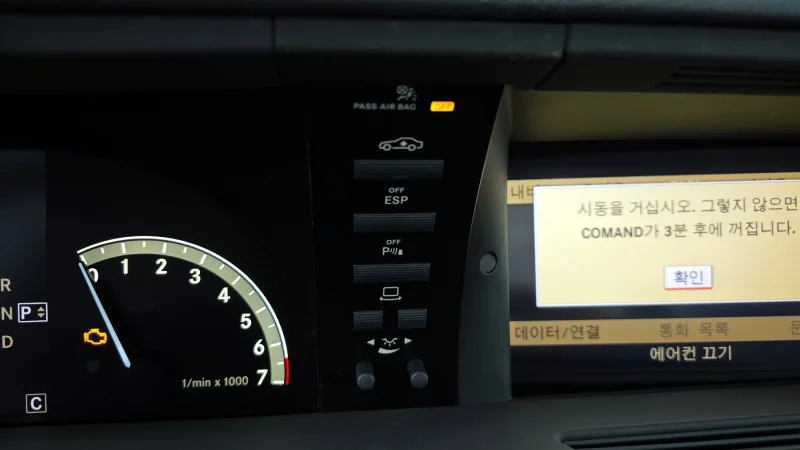 PASS AIR BAG OFF
OFF
ESP
OFF
P
0
1
2
3
4
5
6
7
1/min x 1000
R
N P
D
C
시동을 거십시오. 그렇지 않으면
COMAND가 3분 후에 꺼집니다.
확인
데이터/연결 통화 목록
에어컨 끄기